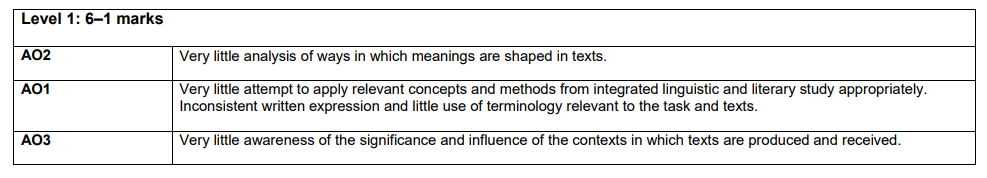 Level 1: 6–1 marks
AO2 Very little analysis of ways in which meanings are shaped in texts.
AO1 Very little attempt to apply relevant concepts and methods from integrated linguistic and literary study appropriately.
Inconsistent written expression and little use of terminology relevant to the task and texts.
AO3 Very little awareness of the significance and influence of the contexts in which texts are produced and received.